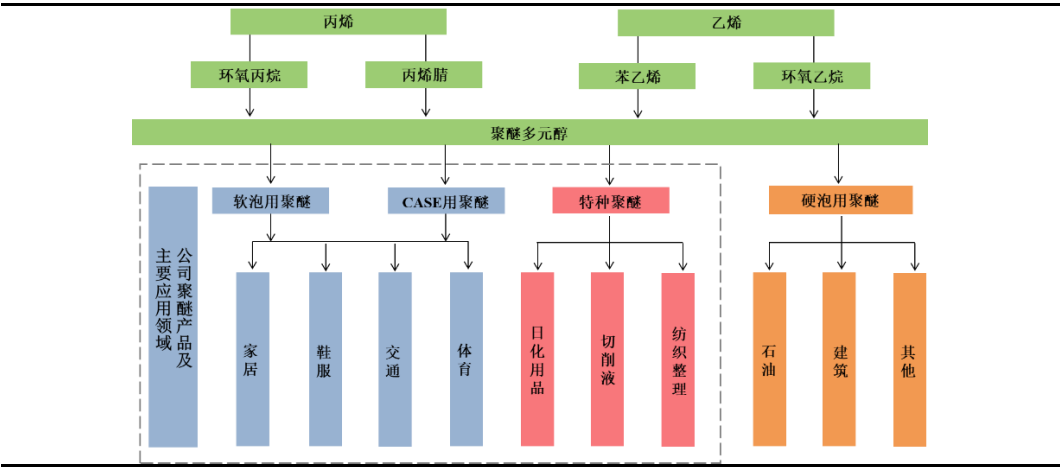 丙烯
乙烯
环氧丙烷
丙烯腈
苯乙烯
环氧乙烷
聚醚多元醇
软泡用聚醚
CASE用聚醚
特种聚醚
硬泡用聚醚
公司聚醚产品及
主要应用领域
家居
鞋服
交通
体育
日化用品
切削液
纺织整理
石油
建筑
其他